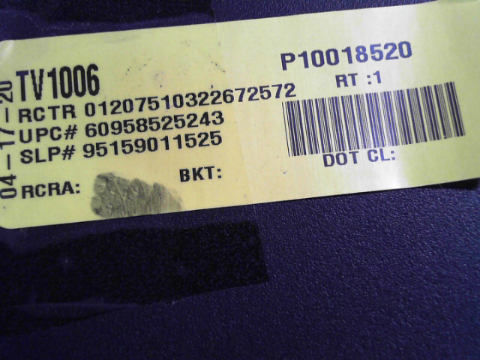 TV1006
P10018520
RCTR 01207510322672572
RT :1
UPC# 60958525243
SLP# 95159011525
DOT CL:
BKT:
RCRA:
04-17-20